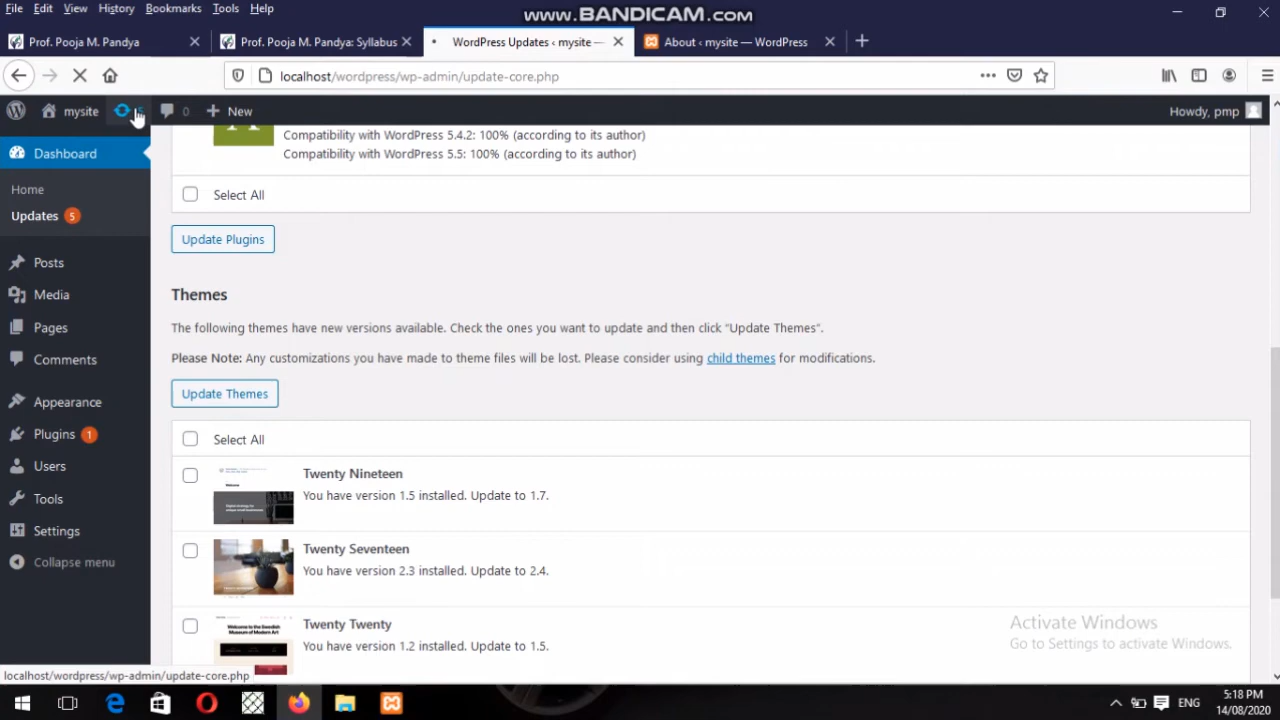 File Edit View History Bookmarks Tools Help
www.BANDICAM.com
Prof. Pooja M. Pandya
Prof. Pooja M. Pandya: Syllabus
WordPress Updates ‹ mysite —
About ‹ mysite — WordPress
localhost/wordpress/wp-admin/update-core.php
mysite
0
New
Howdy, pmp
Dashboard
Home
Updates 5
Posts
Media
Pages
Comments
Appearance
Plugins 1
Users
Tools
Settings
Collapse menu
Compatibility with WordPress 5.4.2: 100% (according to its author)
Compatibility with WordPress 5.5: 100% (according to its author)
Select All
Update Plugins
Themes
The following themes have new versions available. Check the ones you want to update and then click “Update Themes”.
Please Note: Any customizations you have made to theme files will be lost. Please consider using child themes for modifications.
Update Themes
Select All
Twenty Nineteen
You have version 1.5 installed. Update to 1.7.
Twenty Seventeen
You have version 2.3 installed. Update to 2.4.
Welcome to the Swedish
Museum of Modern Art
Twenty Twenty
You have version 1.2 installed. Update to 1.5.
Activate Windows
Go to Settings to activate Windows.
localhost/wordpress/wp-admin/update-core.php
ENG
5:18 PM
14/08/2020